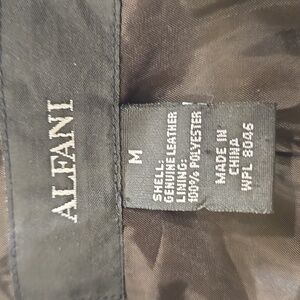 ALFANI
M
SHELL:
GENUINE LEATHER
LINING:
100% POLYESTER
MADE IN
CHINA
WPL 8046